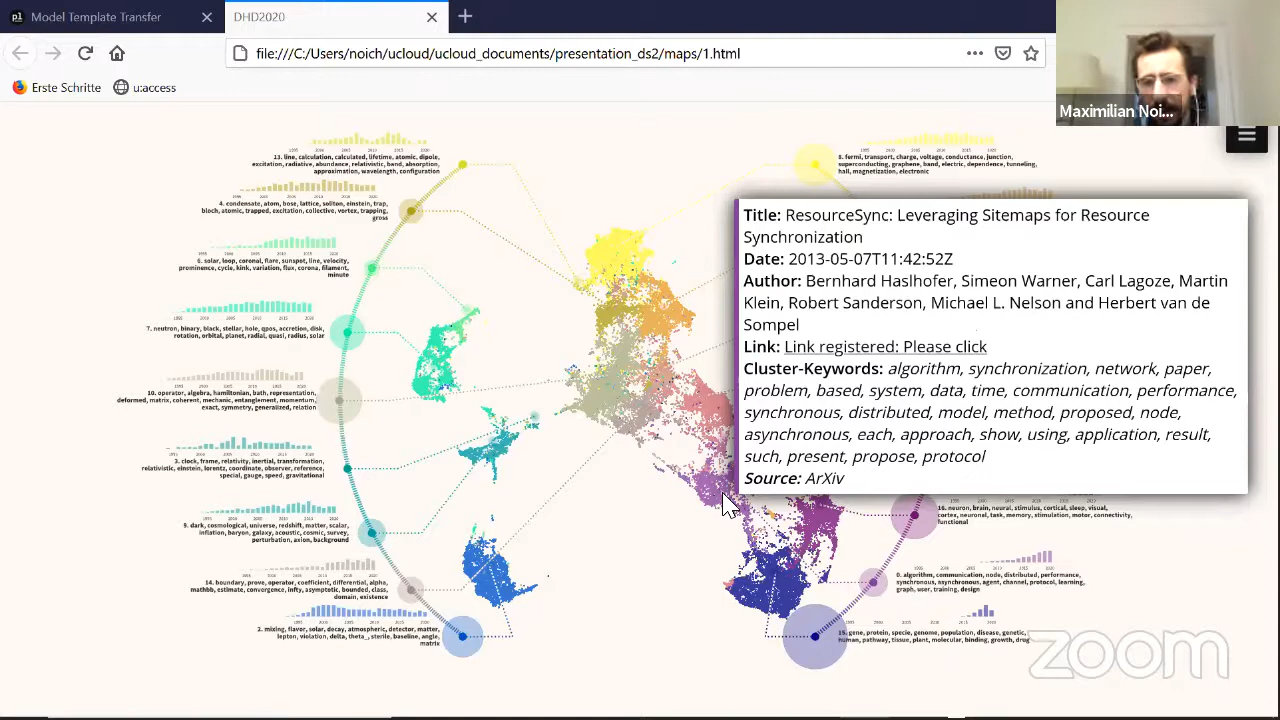 Model Template Transfer
DHD2020
file:///C:/Users/noich/ucloud/ucloud_documents/presentation_ds2/maps/1.html
Erste Schritte
u:access
Maximilian Noi...
13. line, calculation, calculated, lifetime, atomic, dipole,
excitation, radiative, abundance, relativistic, band, absorption,
approximation, wavelength, configuration
4. condensate, atom, bose, lattice, soliton, einstein, trap,
bloch, atomic, trapped, excitation, collective, vortex, trapping,
gross
6. solar, loop, coronal, flare, sunspot, line, velocity,
prominence, cycle, kink, variation, flux, corona, filament,
minute
7. neutron, binary, black, stellar, hole, qpos, accretion, disk,
rotation, orbital, planet, radial, quasi, radius, solar
10. operator, algebra, hamiltonian, bath, representation,
deformed, matrix, coherent, mechanic, entanglement, momentum,
exact, symmetry, generalized, relation
3. clock, frame, relativity, inertial, transformation,
relativistic, einstein, lorentz, coordinate, observer, reference,
special, gauge, speed, gravitational
9. dark, cosmological, universe, redshift, matter, scalar,
inflation, baryon, galaxy, acoustic, cosmic, survey,
perturbation, axion, background
14. boundary, prove, operator, coefficient, differential, alpha,
mathbb, estimate, convergence, infty, asymptotic, bounded, class,
domain, existence
2. mixing, flavor, solar, decay, atmospheric, detector, matter,
lepton, violation, delta, theta_, sterile, baseline, angle,
matrix
8. fermi, transport, charge, voltage, conductance, junction,
superconducting, graphene, band, electric, dependence, tunneling,
hall, magnetization, electronic
Title: ResourceSync: Leveraging Sitemaps for Resource
Synchronization
Date: 2013-05-07T11:42:52Z
Author: Bernhard Haslhofer, Simeon Warner, Carl Lagoze, Martin
Klein, Robert Sanderson, Michael L. Nelson and Herbert van de
Sompel
Link: Link registered: Please click
Cluster-Keywords: algorithm, synchronization, network, paper,
problem, based, system, data, time, communication, performance,
synchronous, distributed, model, method, proposed, node,
asynchronous, each, approach, show, using, application, result,
such, present, propose, protocol
Source: ArXiv
16. neuron, brain, neural, stimulus, cortical, sleep, visual,
cortex, neuronal, task, memory, stimulation, motor, connectivity,
functional
0. algorithm, communication, node, distributed, performance,
synchronous, asynchronous, agent, channel, protocol, learning,
graph, user, training, design
15. gene, protein, specie, genome, population, disease, genetic,
human, pathway, tissue, plant, molecular, binding, growth, drug
zoom